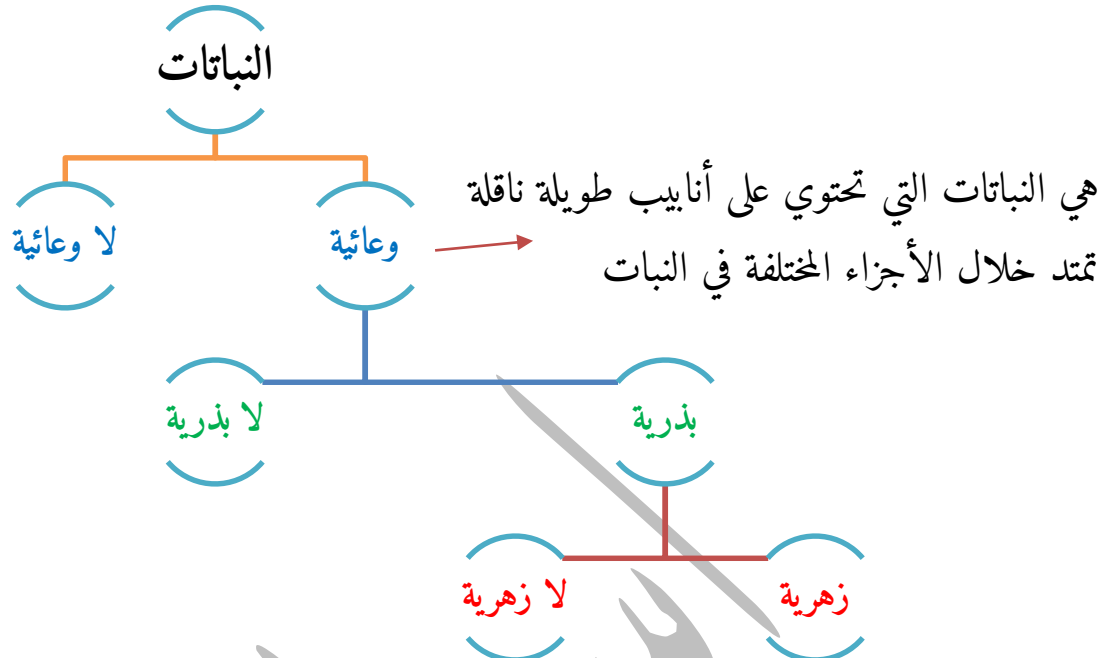 النباتات
وعائية
لا وعائية
هي النباتات التي تحتوي على أنابيب طويلة ناقلة
تمتد خلال الأجزاء المختلفة في النبات
بذرية
لا بذرية
زهرية
لا زهرية